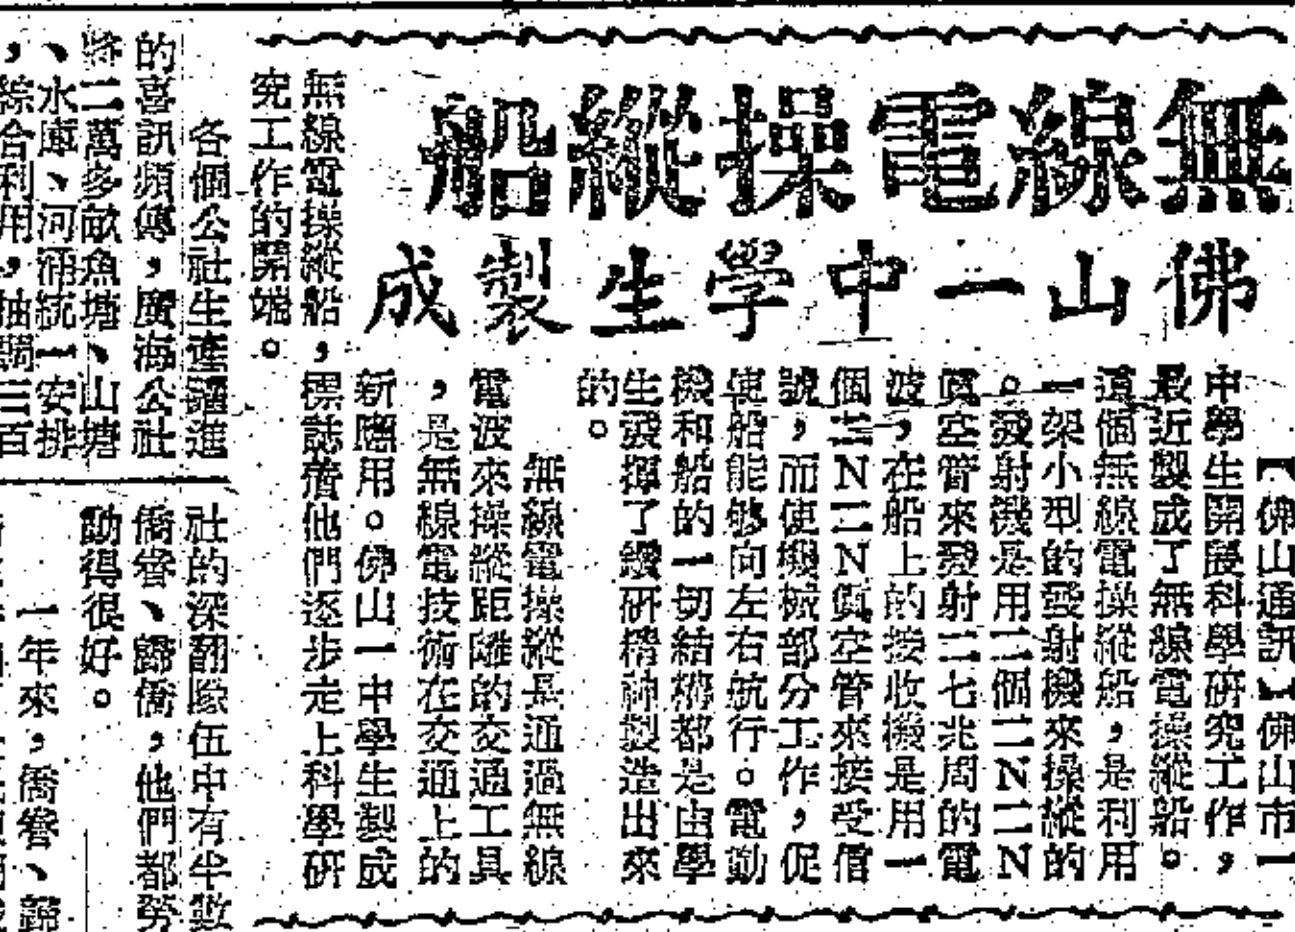 無線電操縱船
佛山一中學生製成
【佛山通訊】佛山市一
中學生開展科學研究工作,
最近製成了無線電操縱船。
這個無線電操縱船,是利用
一架小型的發射機來操縱的
。發射機是用二個二N二N
眞空管來發射二七兆周的電
波,在船上的接收機是用一
個三N二N眞空管來接受信
號,而使機械部分工作,促
使船能够向左右航行。電動
機和船的一切結構都是由學
生發揮了鑽研精神製造出來
的。
無線電操縱是通過無線
電波來操縱距離的交通工具
,是無線電技術在交通上的
新應用。佛山一中學生製成
無線電操縱船,標誌着他們逐步走上科學研
究工作的開端。
各個公社生產躍進
的喜訊頻傳,廣海公社
將二萬多畝魚塘、山塘
、水庫、河涌統一安排
,綜合利用,抽調三百
社的深翻隊伍中有半數
僑眷、歸僑,他們都勞
動得很好。
一年來,僑眷、歸